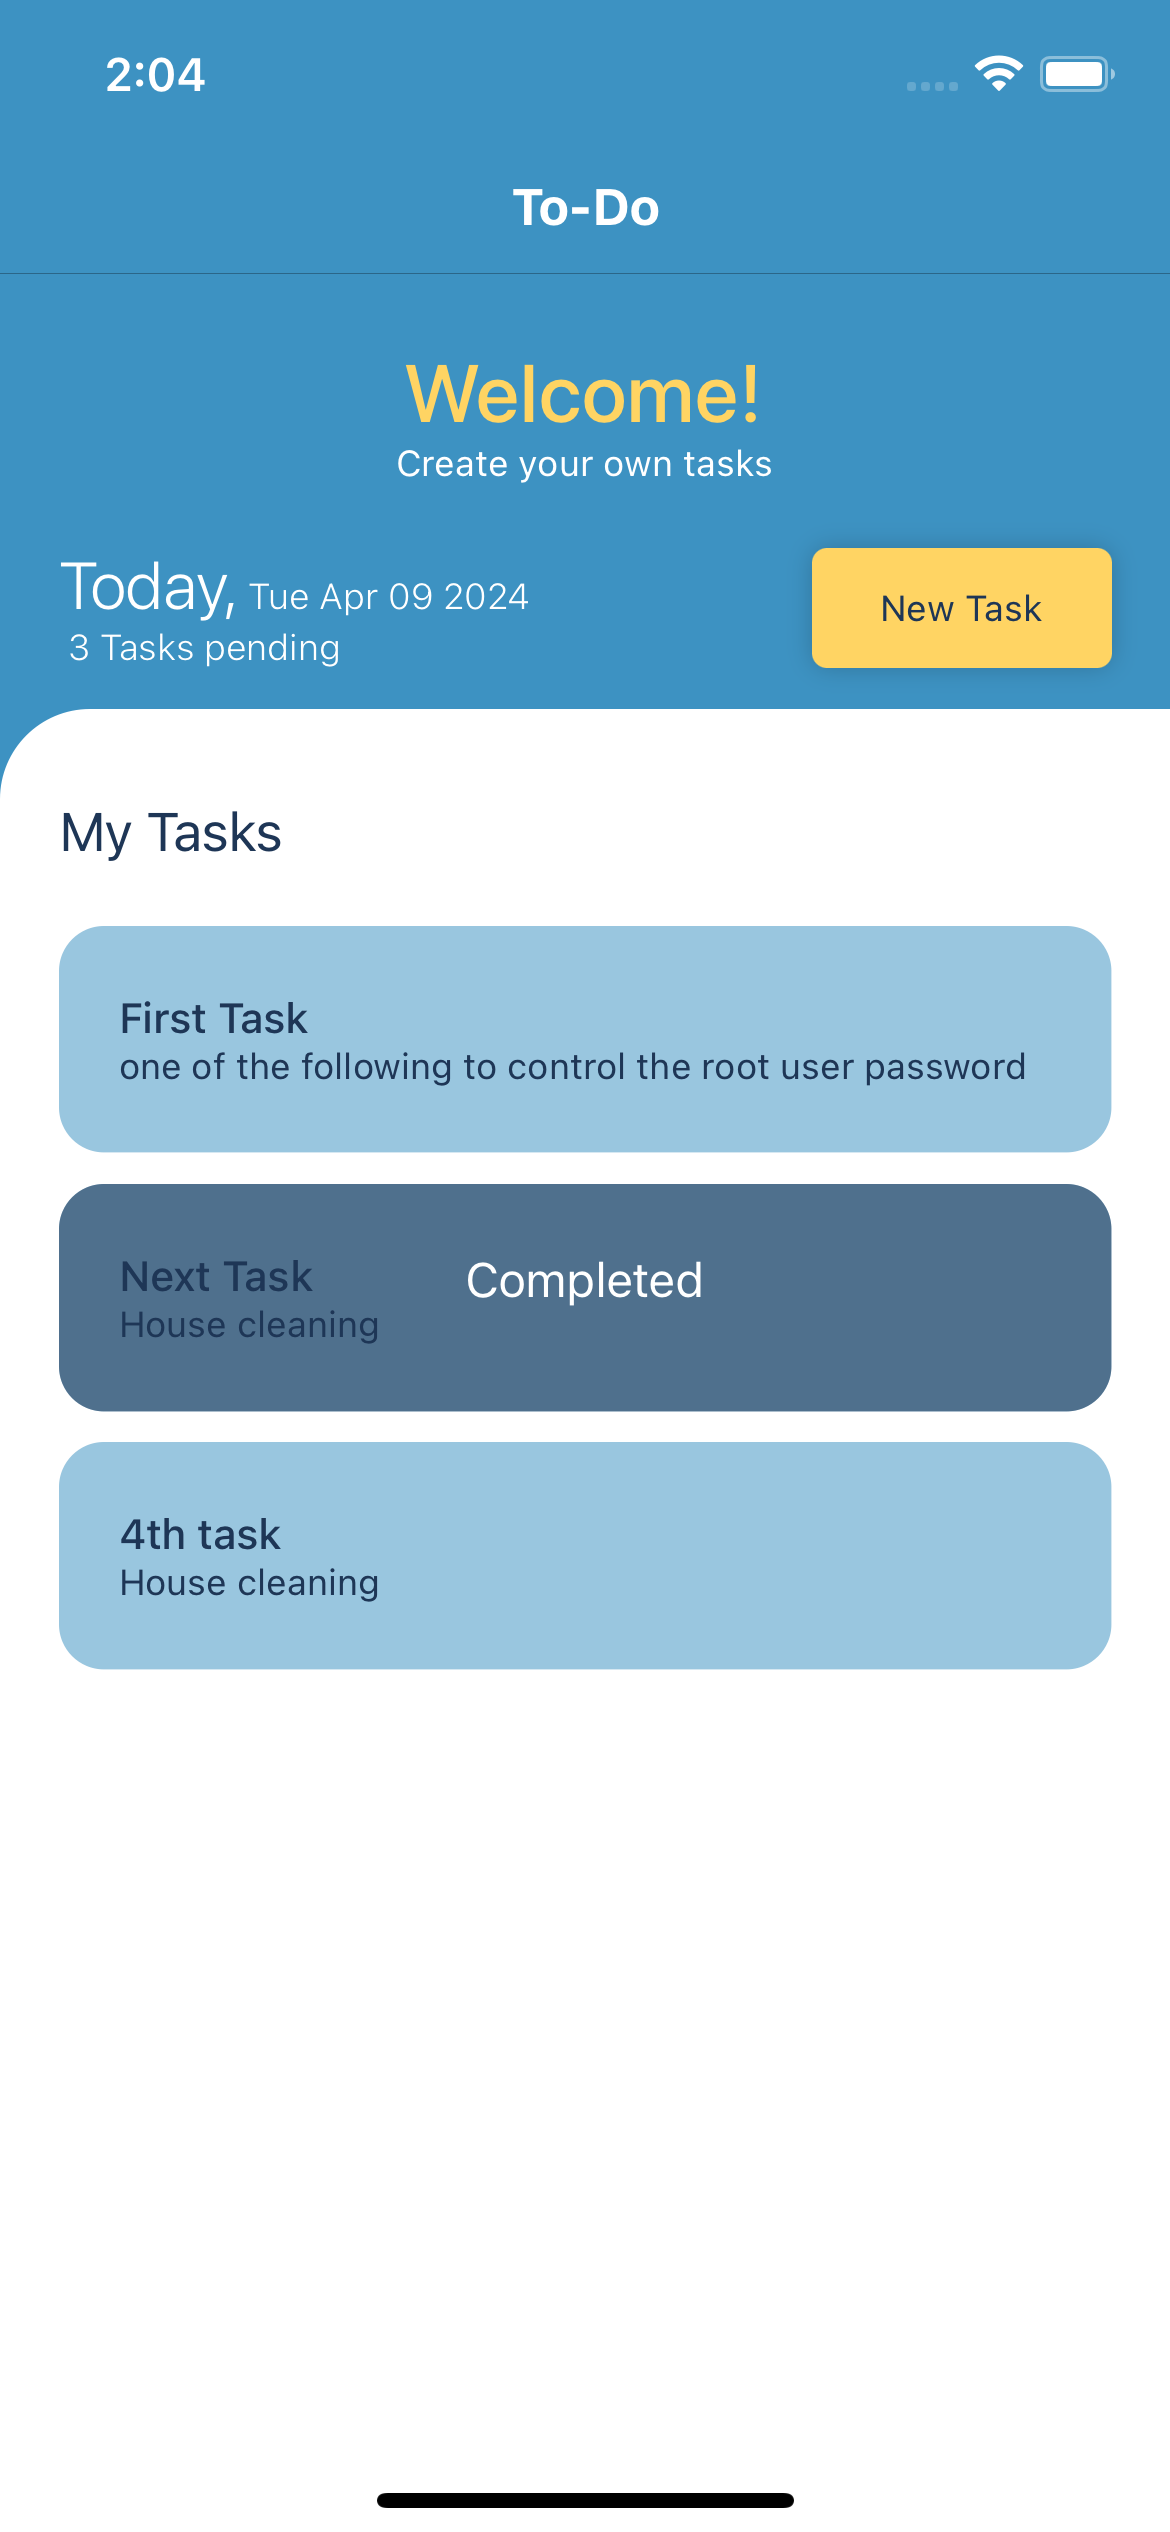 2:04
To-Do
Welcome!
Create your own tasks
Today, Tue Apr 09 2024
3 Tasks pending
New Task
My Tasks
First Task
one of the following to control the root user password
Next Task
Completed
House cleaning
4th task
House cleaning